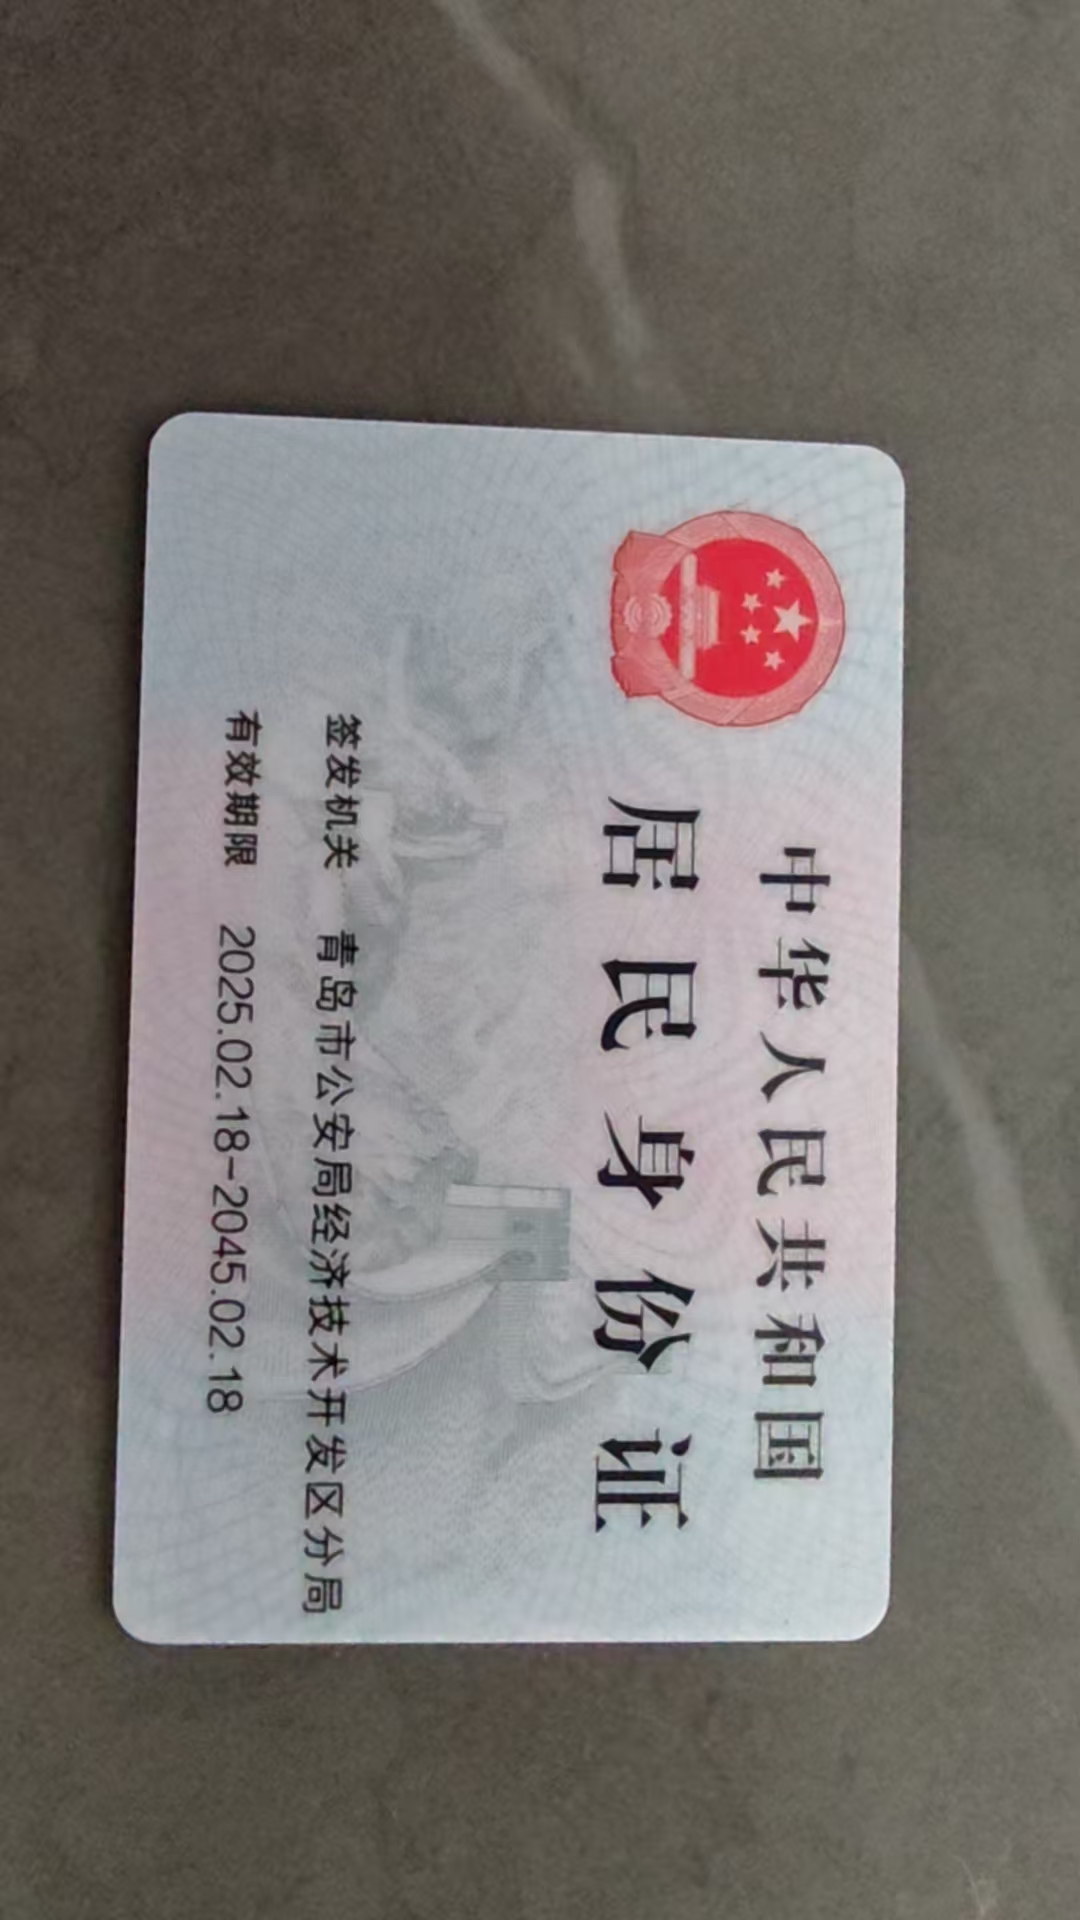 中华人民共和国
居民身份证
签发机关 青岛市公安局经济技术开发区分局
有效期限 2025.02.18-2045.02.18